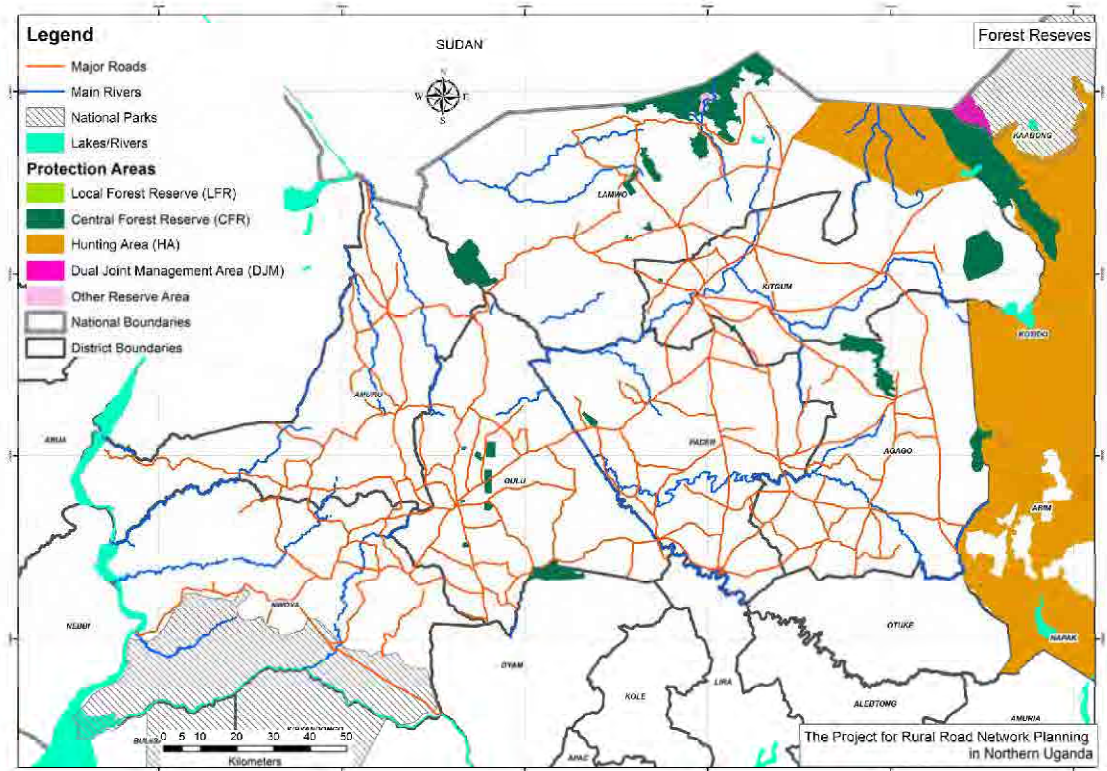 Forest Reseves
Legend
Major Roads
Main Rivers
National Parks
Lakes/Rivers
Protection Areas
Local Forest Reserve (LFR)
Central Forest Reserve (CFR)
Hunting Area (HA)
Dual Joint Management Area (DJM)
Other Reserve Area
National Boundaries
District Boundaries
SUDAN
N
W E
S
KAABONG
LAMWO
KITGUM
KOTIDO
AMURU
ARUA
PADER
AGAGO
GULU
ABIM
NWOYA
NEBBI
OTUKE
NAPAK
OYAM
KOLE
LIRA
ALEBTONG
AMURIA
APAC
0 5 10 20 30 40 50
Kilometers
The Project for Rural Road Network Planning
in Northern Uganda